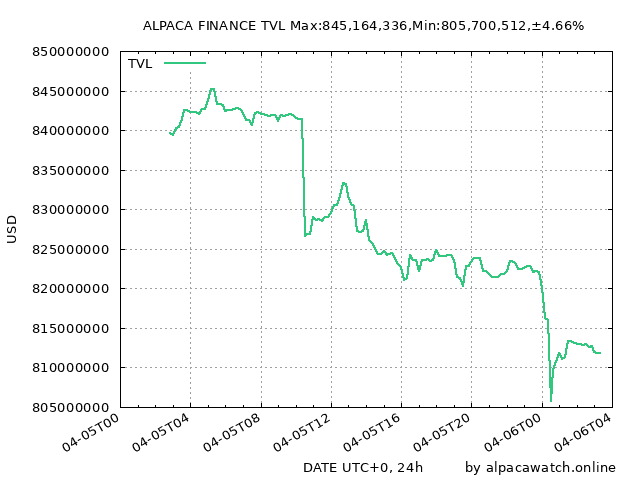 ALPACA FINANCE TVL Max:845,164,336,Min:805,700,512,±4.66%
850000000
TVL
845000000
840000000
835000000
830000000
USD
825000000
820000000
815000000
810000000
805000000
04-05T00
04-05T04
04-05T08
04-05T12
04-05T16
04-05T20
04-06T00
04-06T04
DATE UTC+0, 24h
by alpacawatch.online